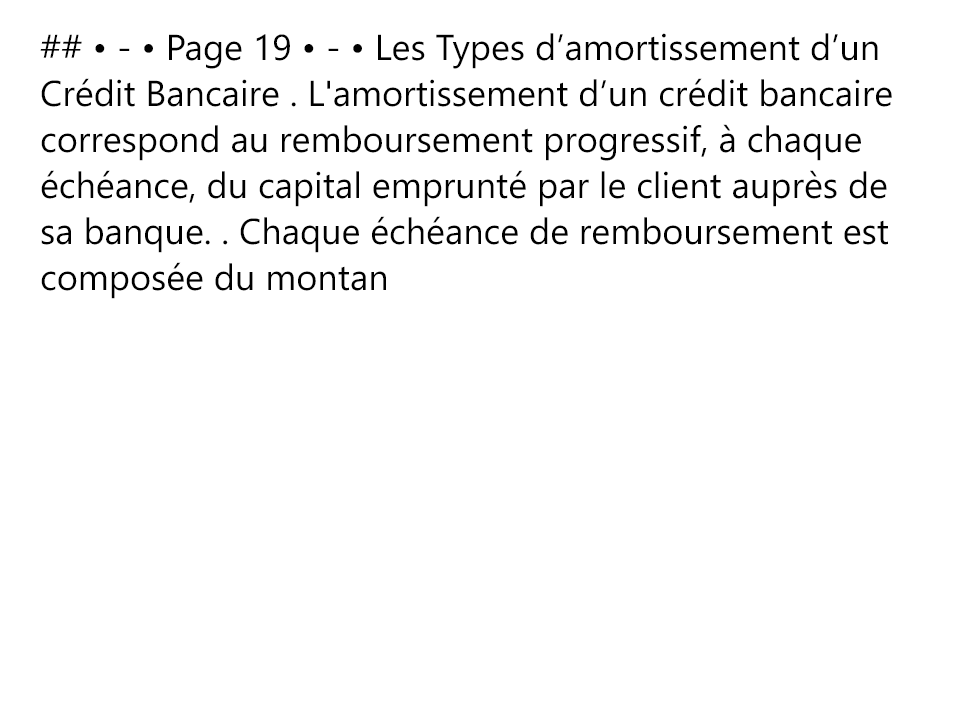 ## • - • Page 19 • - • Les Types d’amortissement d’un
Crédit Bancaire . L'amortissement d’un crédit bancaire
correspond au remboursement progressif, à chaque
échéance, du capital emprunté par le client auprès de
sa banque. . Chaque échéance de remboursement est
composée du montan